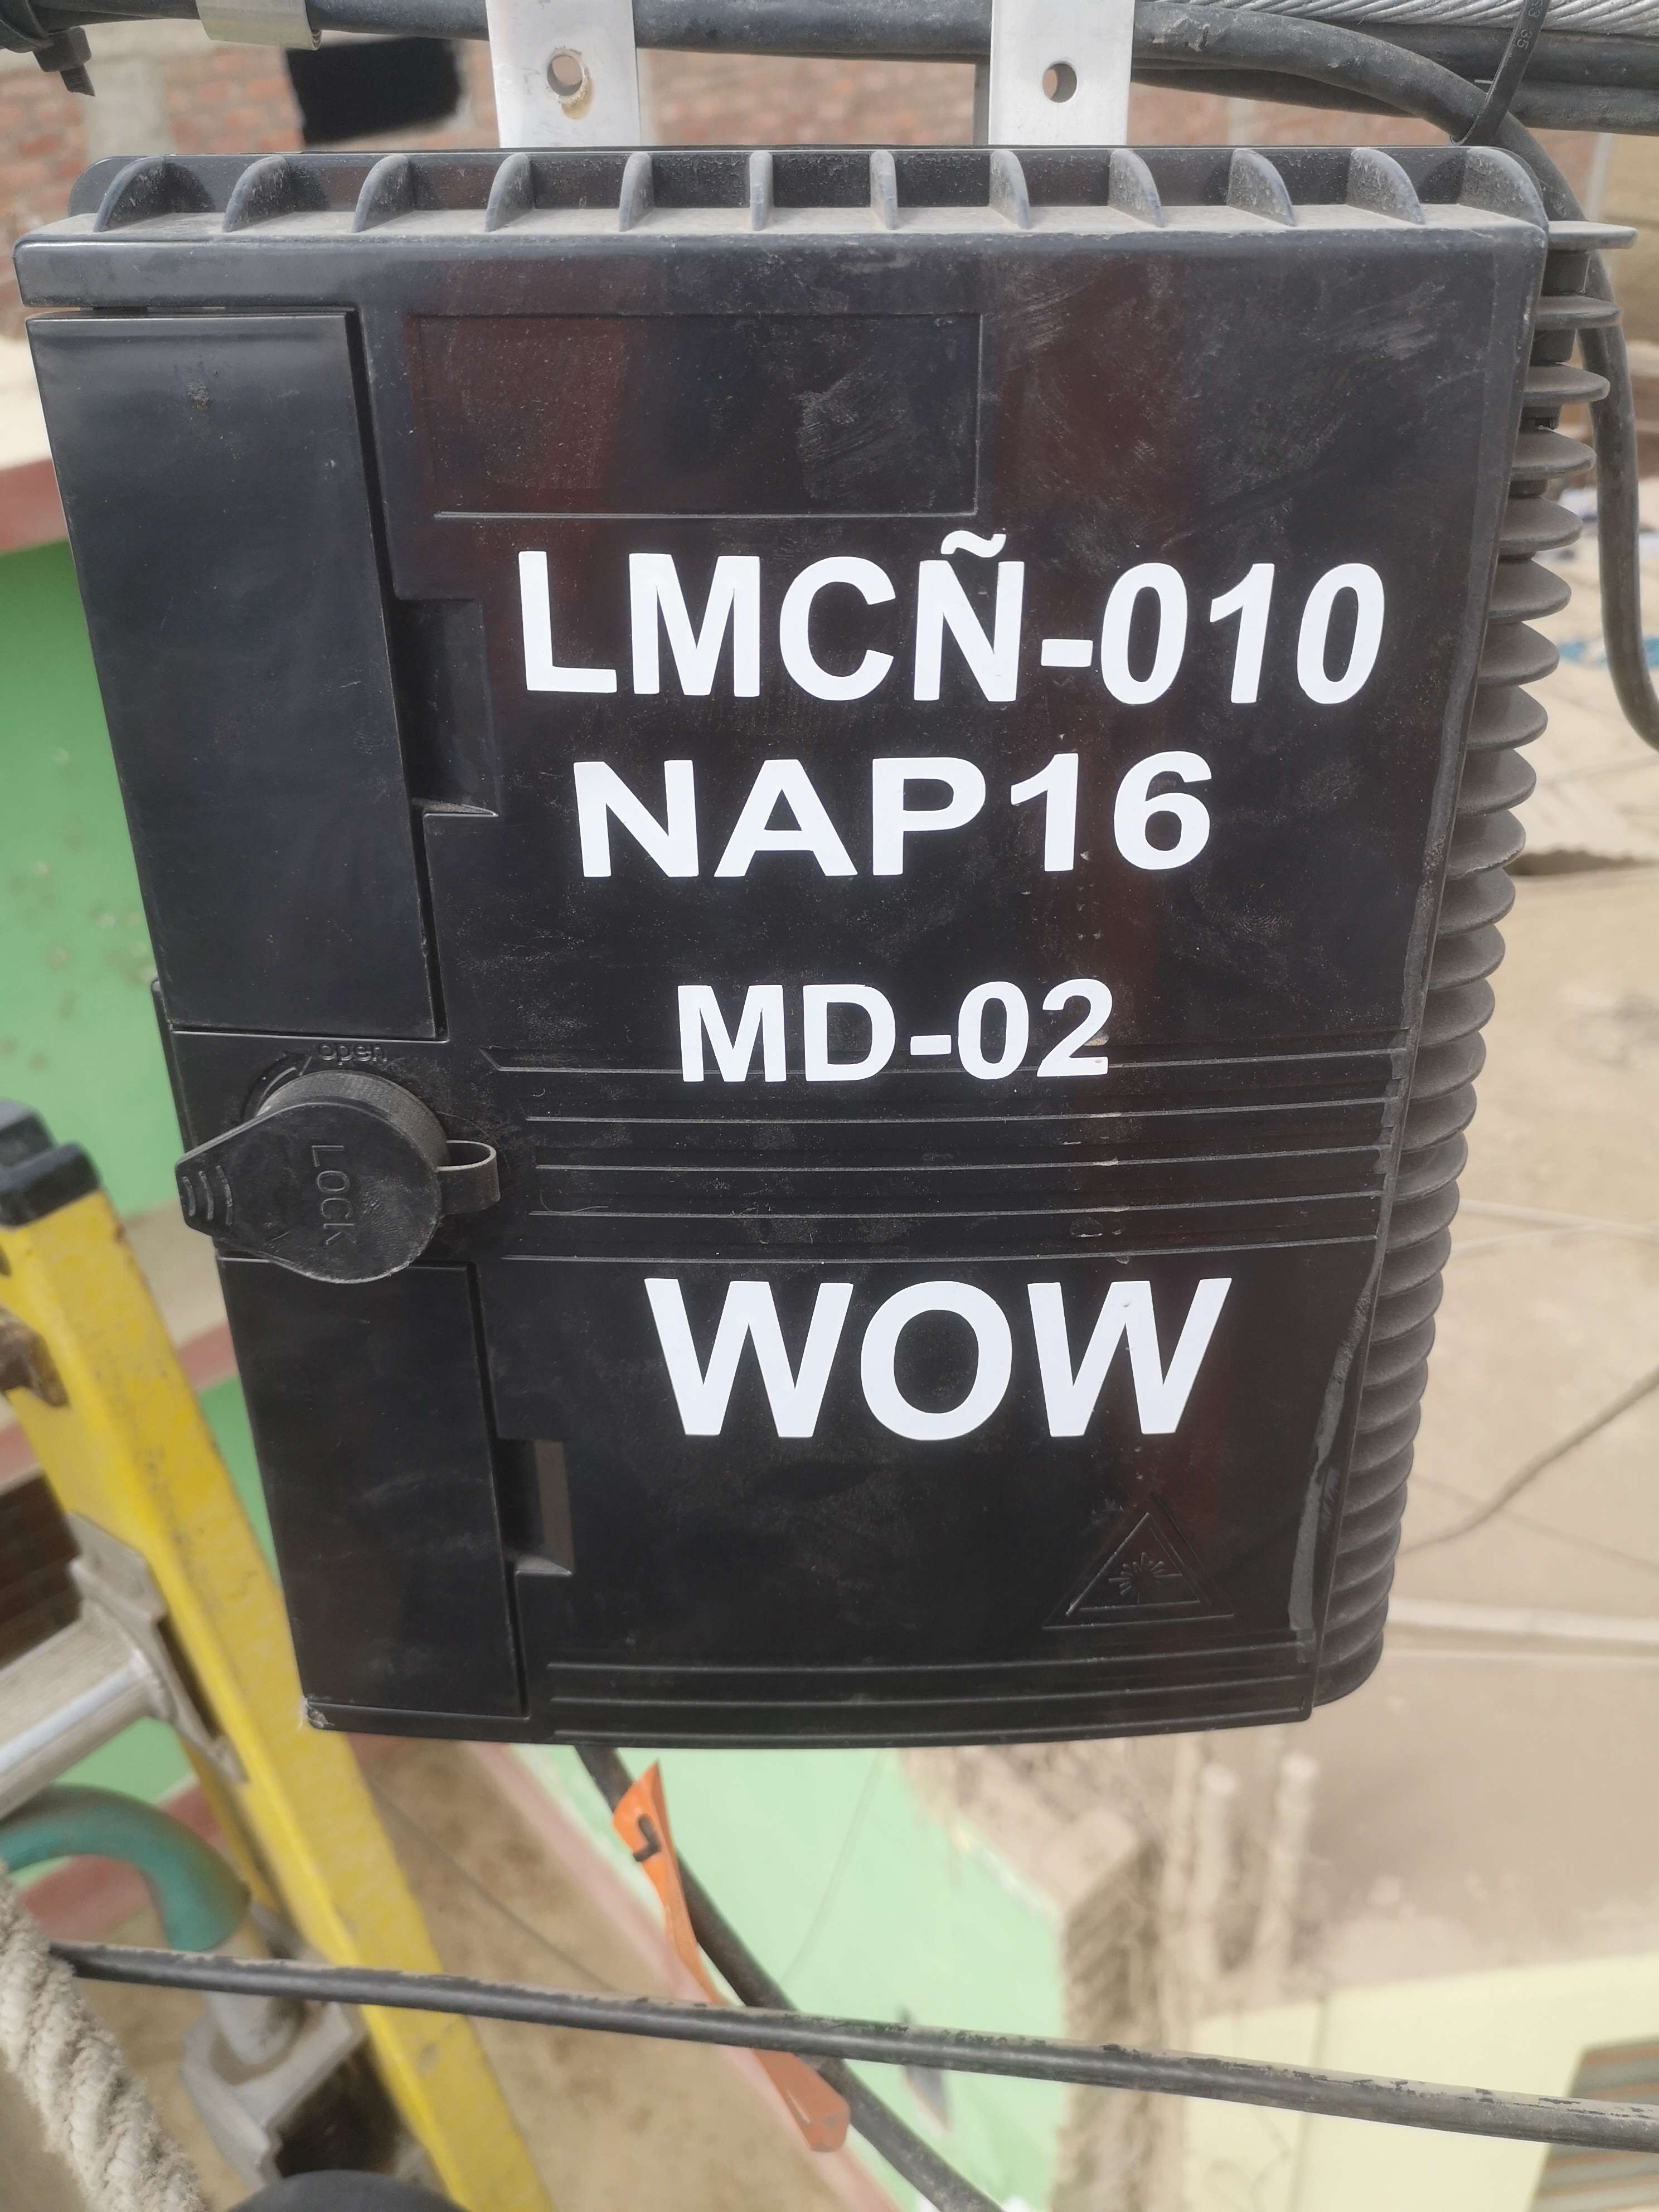 LMCÑ-010
NAP16
MD-02
open
LOCK
WOW